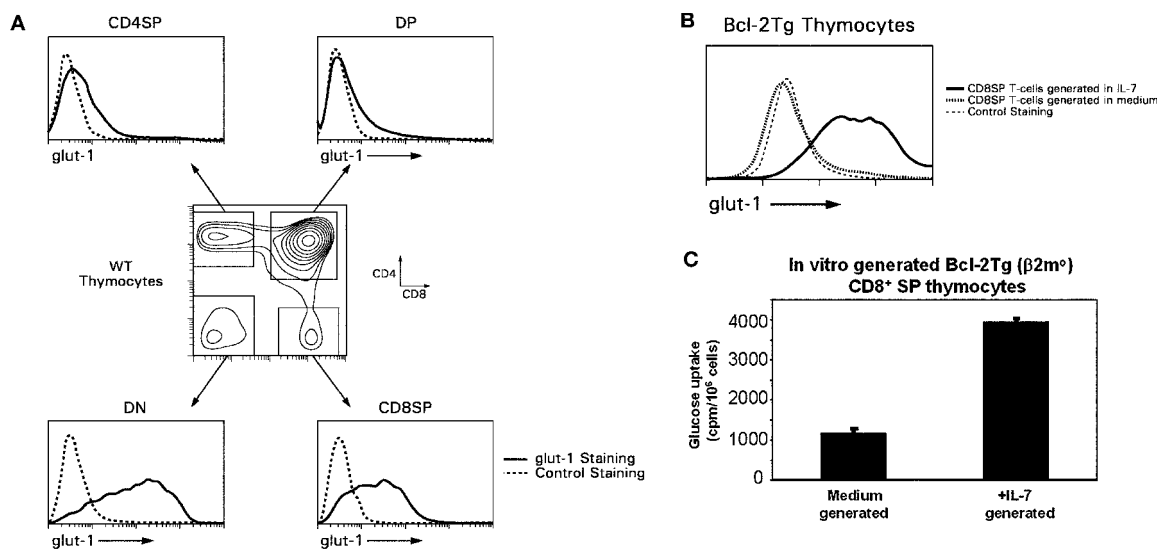 A
CD4SP
DP
glut-1
glut-1
WT
Thymocytes
CD4
CD8
DN
CD8SP
glut-1
glut-1
glut-1 Staining
Control Staining
B
Bcl-2Tg Thymocytes
CD8SP T-cells generated in IL-7
CD8SP T-cells generated in medium
Control Staining
glut-1
C
In vitro generated Bcl-2Tg (β2m°)
CD8⁺ SP thymocytes
Glucose uptake
(cpm/10⁶ cells)
4000
3000
2000
1000
0
Medium
generated
+IL-7
generated